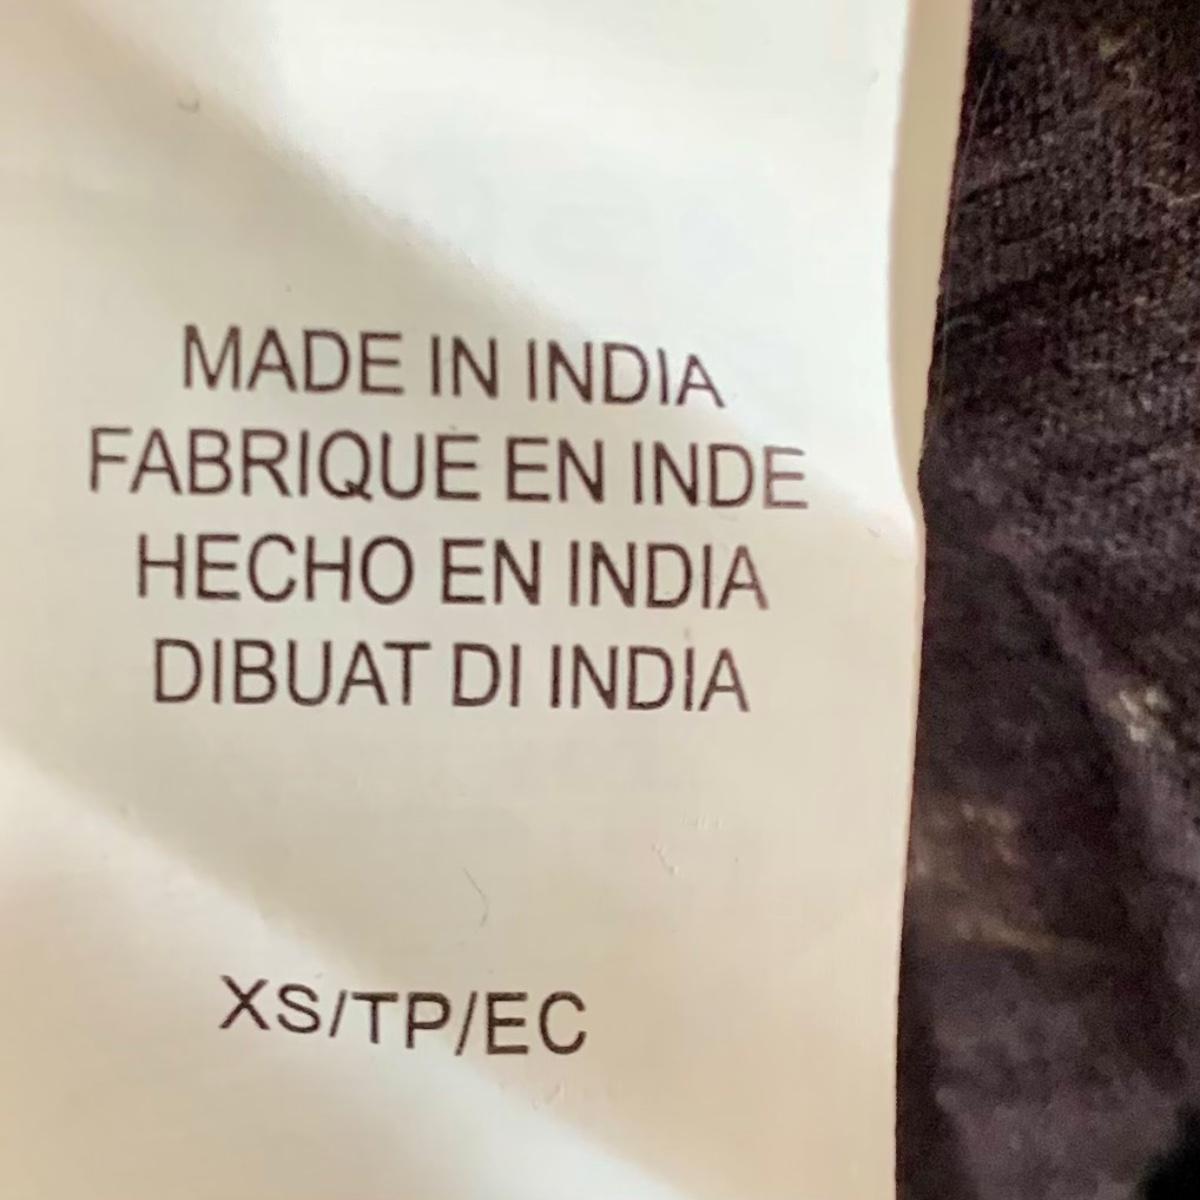 MADE IN INDIA
FABRIQUE EN INDE
HECHO EN INDIA
DIBUAT DI INDIA
XS/TP/EC